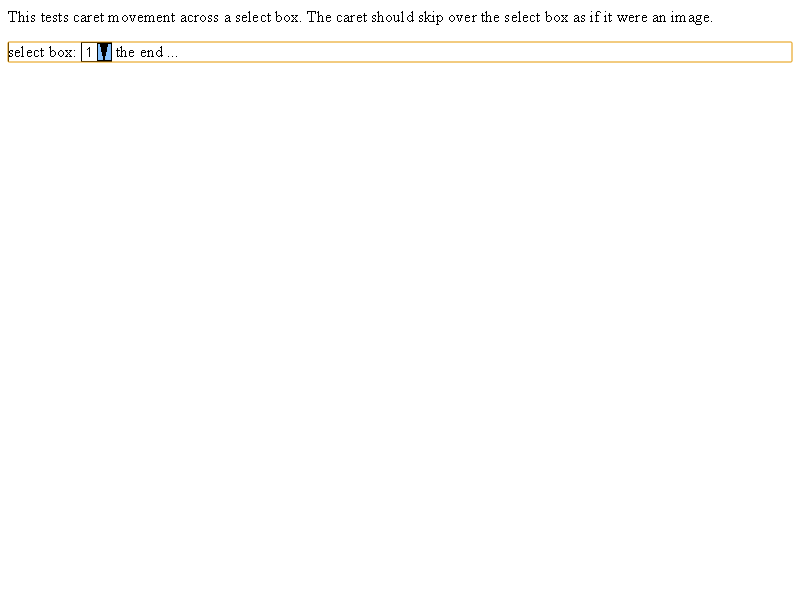 This tests caret movement across a select box. The caret should skip over the select box as if it were an image.
select box: 1 the end ...